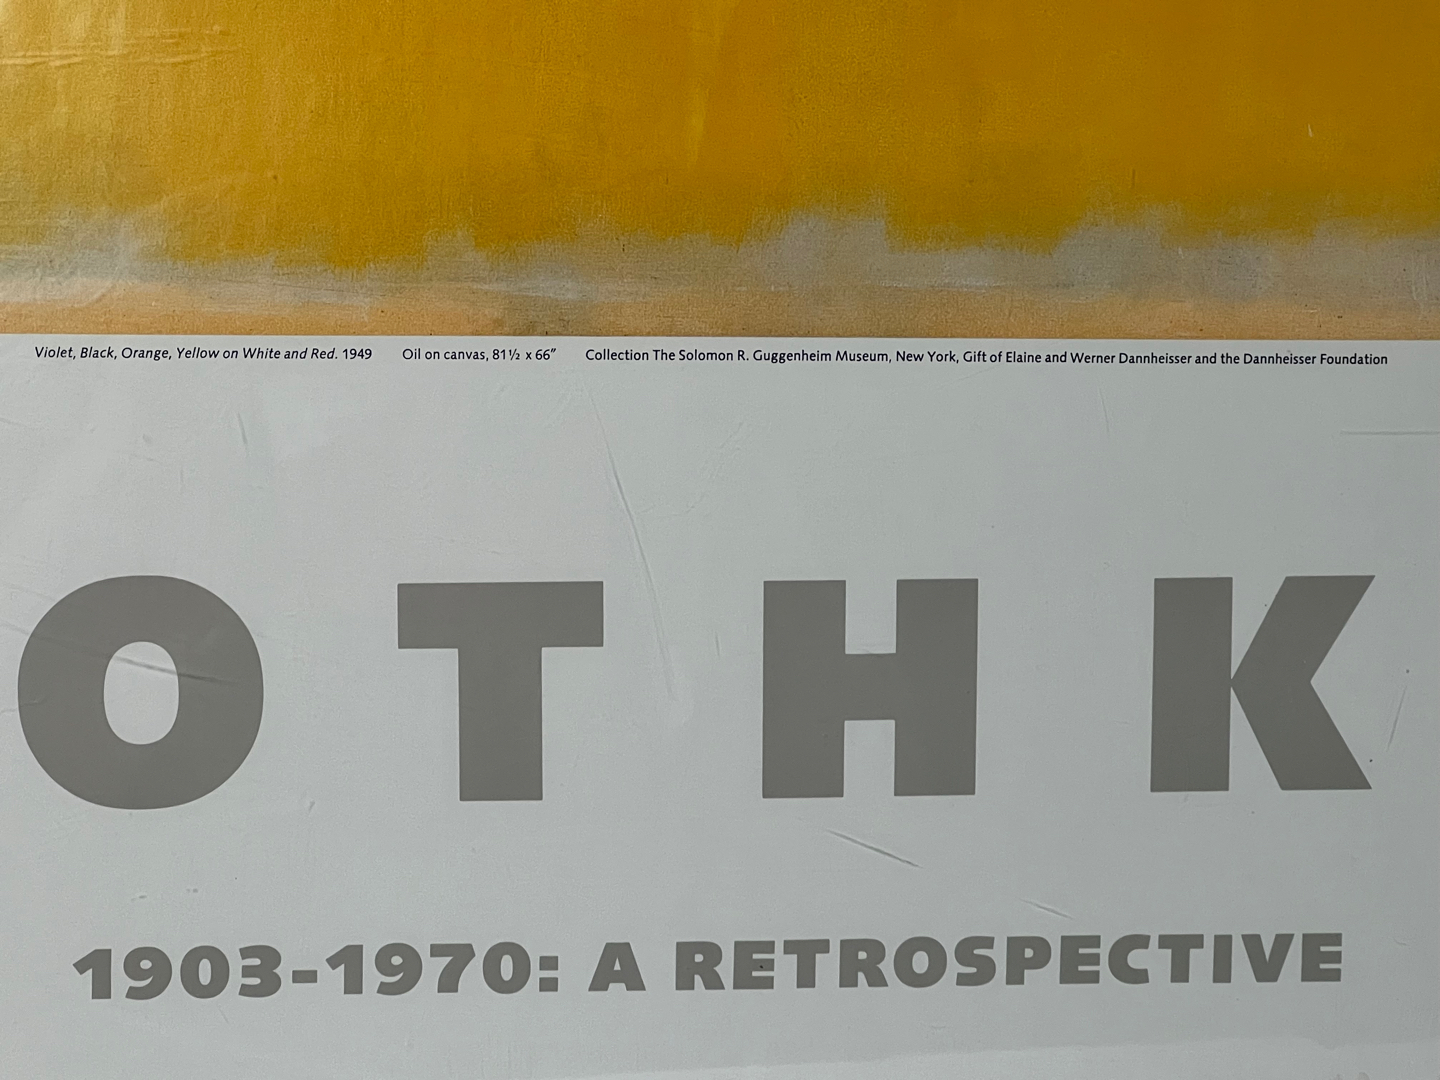 Violet, Black, Orange, Yellow on White and Red. 1949 Oil on canvas, 81½ x 66″ Collection The Solomon R. Guggenheim Museum, New York, Gift of Elaine and Werner Dannheisser and the Dannheisser Foundation
OTHK
1903-1970: A RETROSPECTIVE